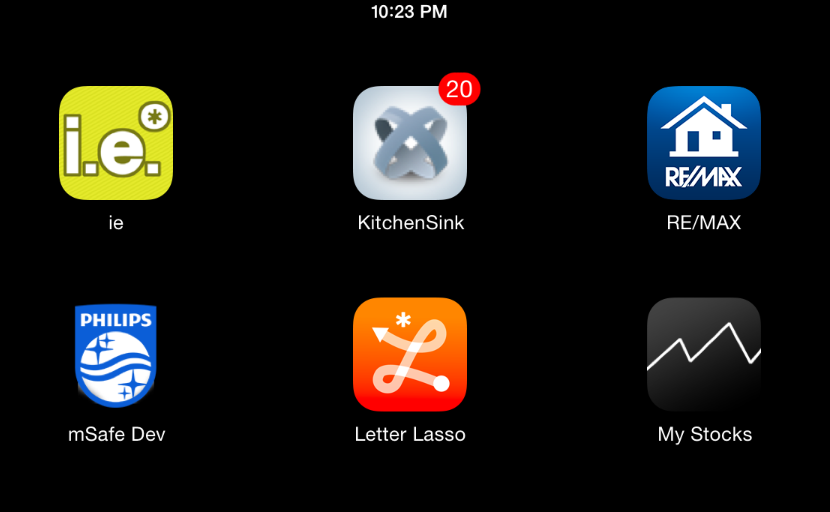 10:23 PM
i.e.*
20
RE/MAX
ie
KitchenSink
RE/MAX
PHILIPS
*
mSafe Dev
Letter Lasso
My Stocks